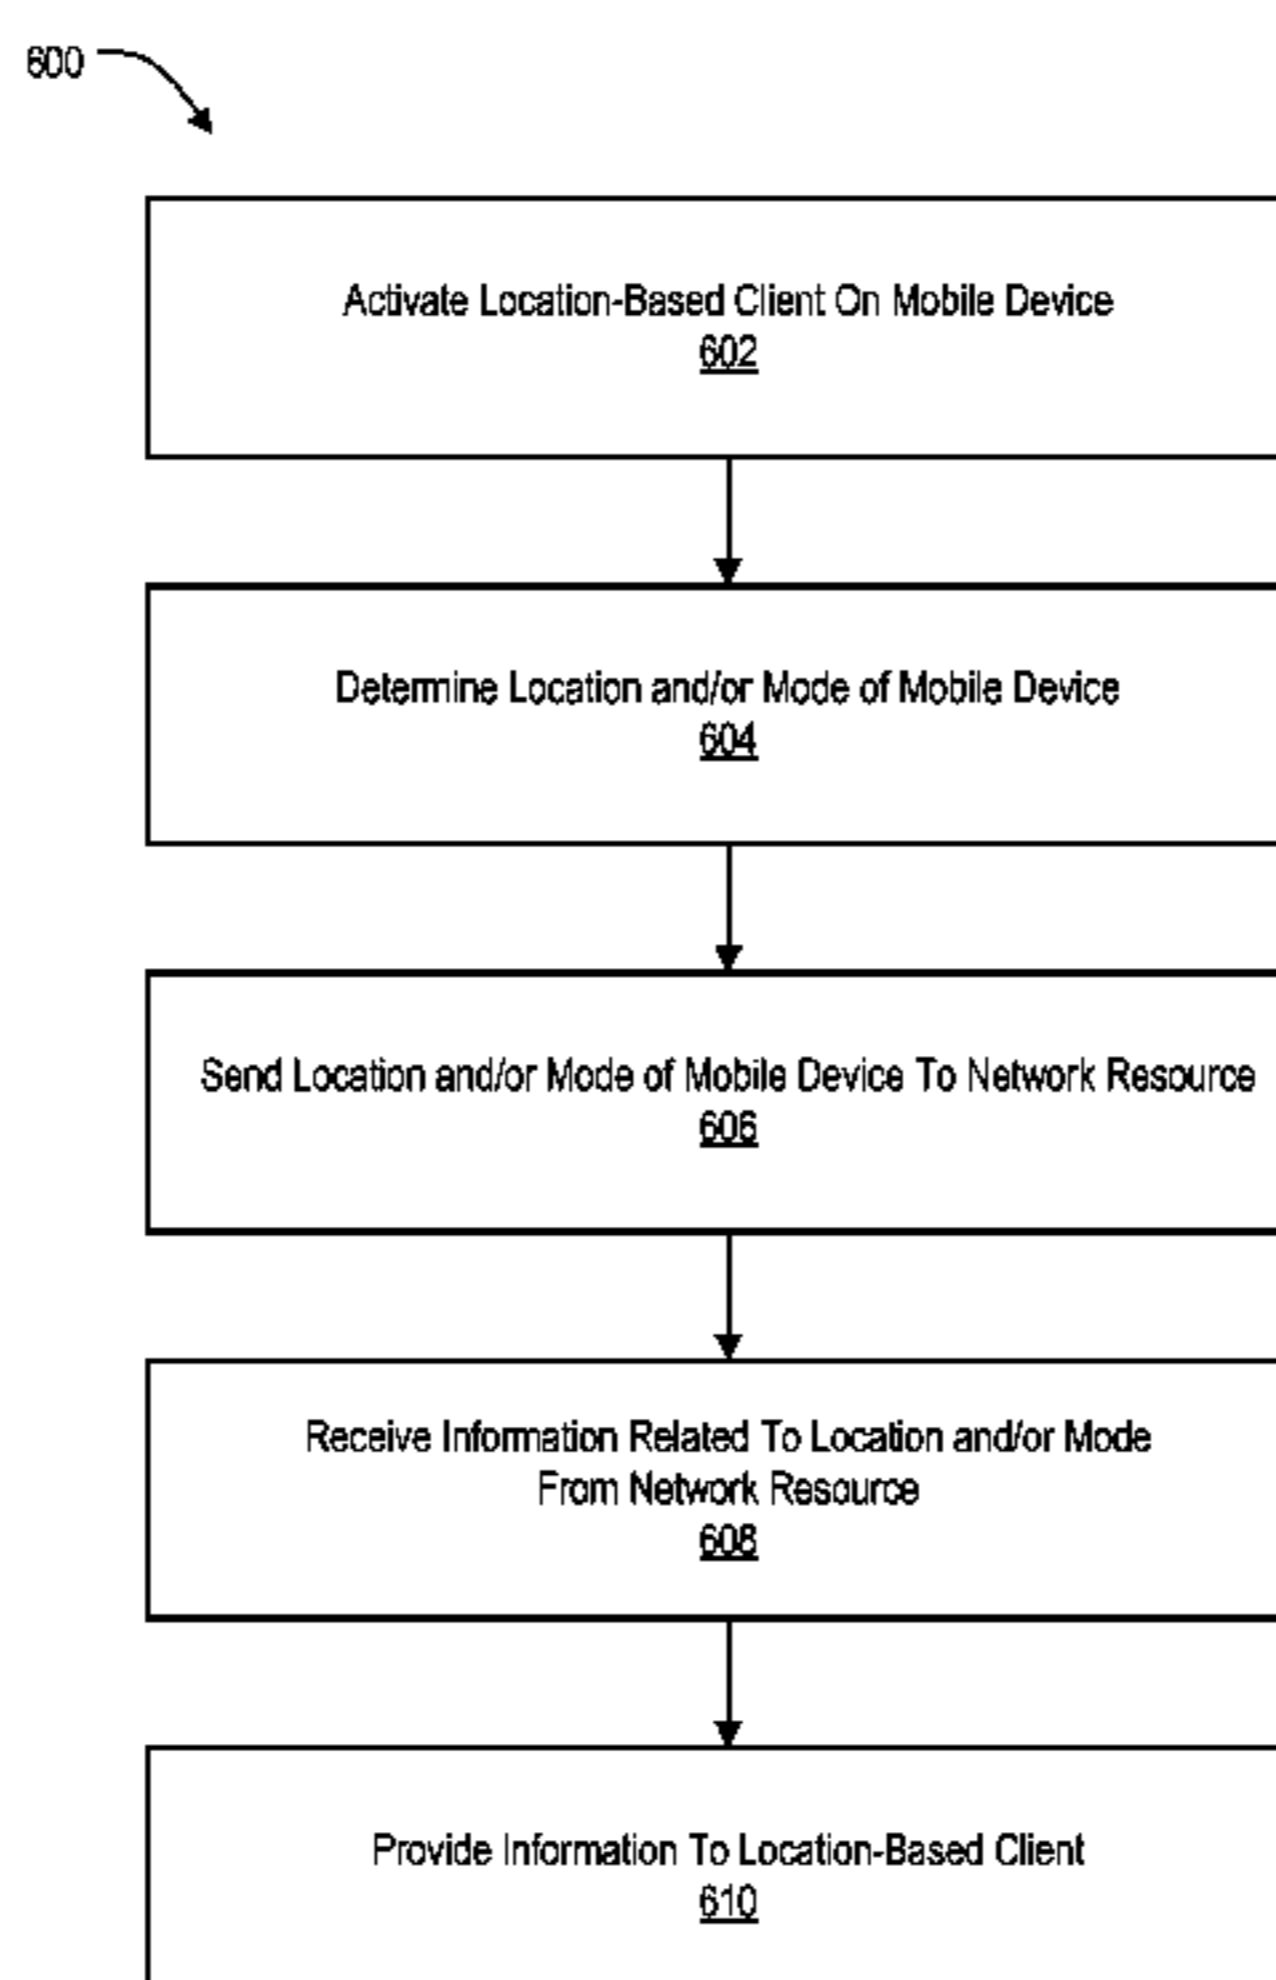 600
Activate Location-Based Client On Mobile Device
602
Determine Location and/or Mode of Mobile Device
604
Send Location and/or Mode of Mobile Device To Network Resource
606
Receive Information Related To Location and/or Mode
From Network Resource
608
Provide Information To Location-Based Client
610